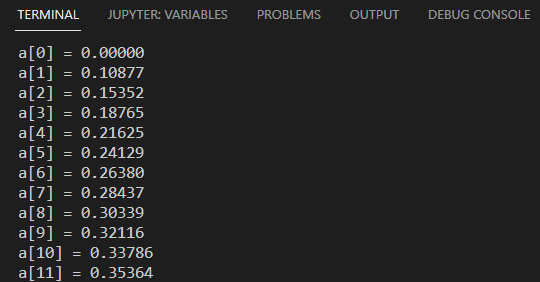 TERMINAL JUPYTER: VARIABLES PROBLEMS OUTPUT DEBUG CONSOLE
a[0] = 0.00000
a[1] = 0.10877
a[2] = 0.15352
a[3] = 0.18765
a[4] = 0.21625
a[5] = 0.24129
a[6] = 0.26380
a[7] = 0.28437
a[8] = 0.30339
a[9] = 0.32116
a[10] = 0.33786
a[11] = 0.35364